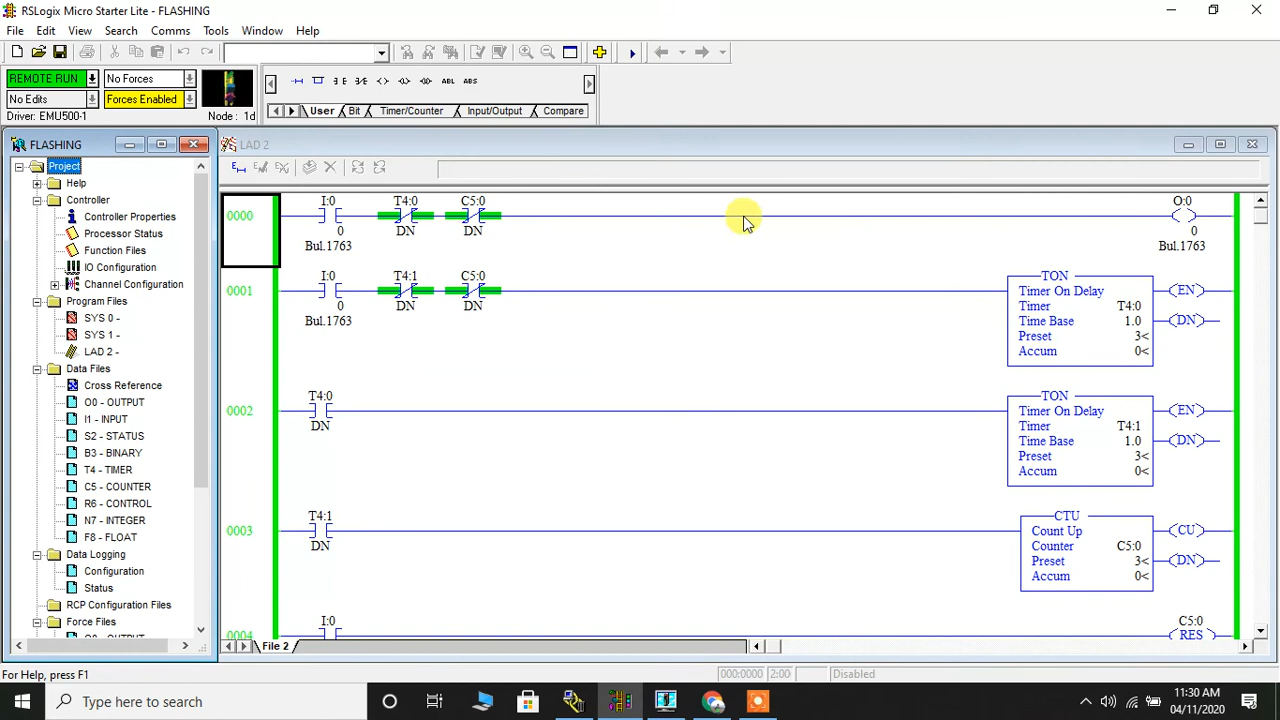 RSLogix Micro Starter Lite - FLASHING
File Edit View Search Comms Tools Window Help
REMOTE RUN No Forces
No Edits Forces Enabled
Driver: EMU500-1 Node : 1d
ABL ABS
User Bit Timer/Counter Input/Output Compare
FLASHING
Project
Help
Controller
Controller Properties
Processor Status
Function Files
IO Configuration
Channel Configuration
Program Files
SYS 0 -
SYS 1 -
LAD 2 -
Data Files
Cross Reference
O0 - OUTPUT
I1 - INPUT
S2 - STATUS
B3 - BINARY
T4 - TIMER
C5 - COUNTER
R6 - CONTROL
N7 - INTEGER
F8 - FLOAT
Data Logging
Configuration
Status
RCP Configuration Files
Force Files
O0 - OUTPUT
LAD 2
I:0 T4:0 C5:0 O:0
0000
0 DN DN 0
Bul.1763 Bul.1763
I:0 T4:1 C5:0 TON
0001 Timer On Delay EN
0 DN DN Timer T4:0
Bul.1763 Time Base 1.0 DN
Preset 3<
Accum 0<
T4:0 TON
0002 Timer On Delay EN
DN Timer T4:1
Time Base 1.0 DN
Preset 3<
Accum 0<
T4:1 CTU
0003 Count Up CU
DN Counter C5:0
Preset 3< DN
Accum 0<
I:0 C5:0
0004 RES
File 2
For Help, press F1
000:0000 2:00 Disabled
Type here to search
11:30 AM
04/11/2020